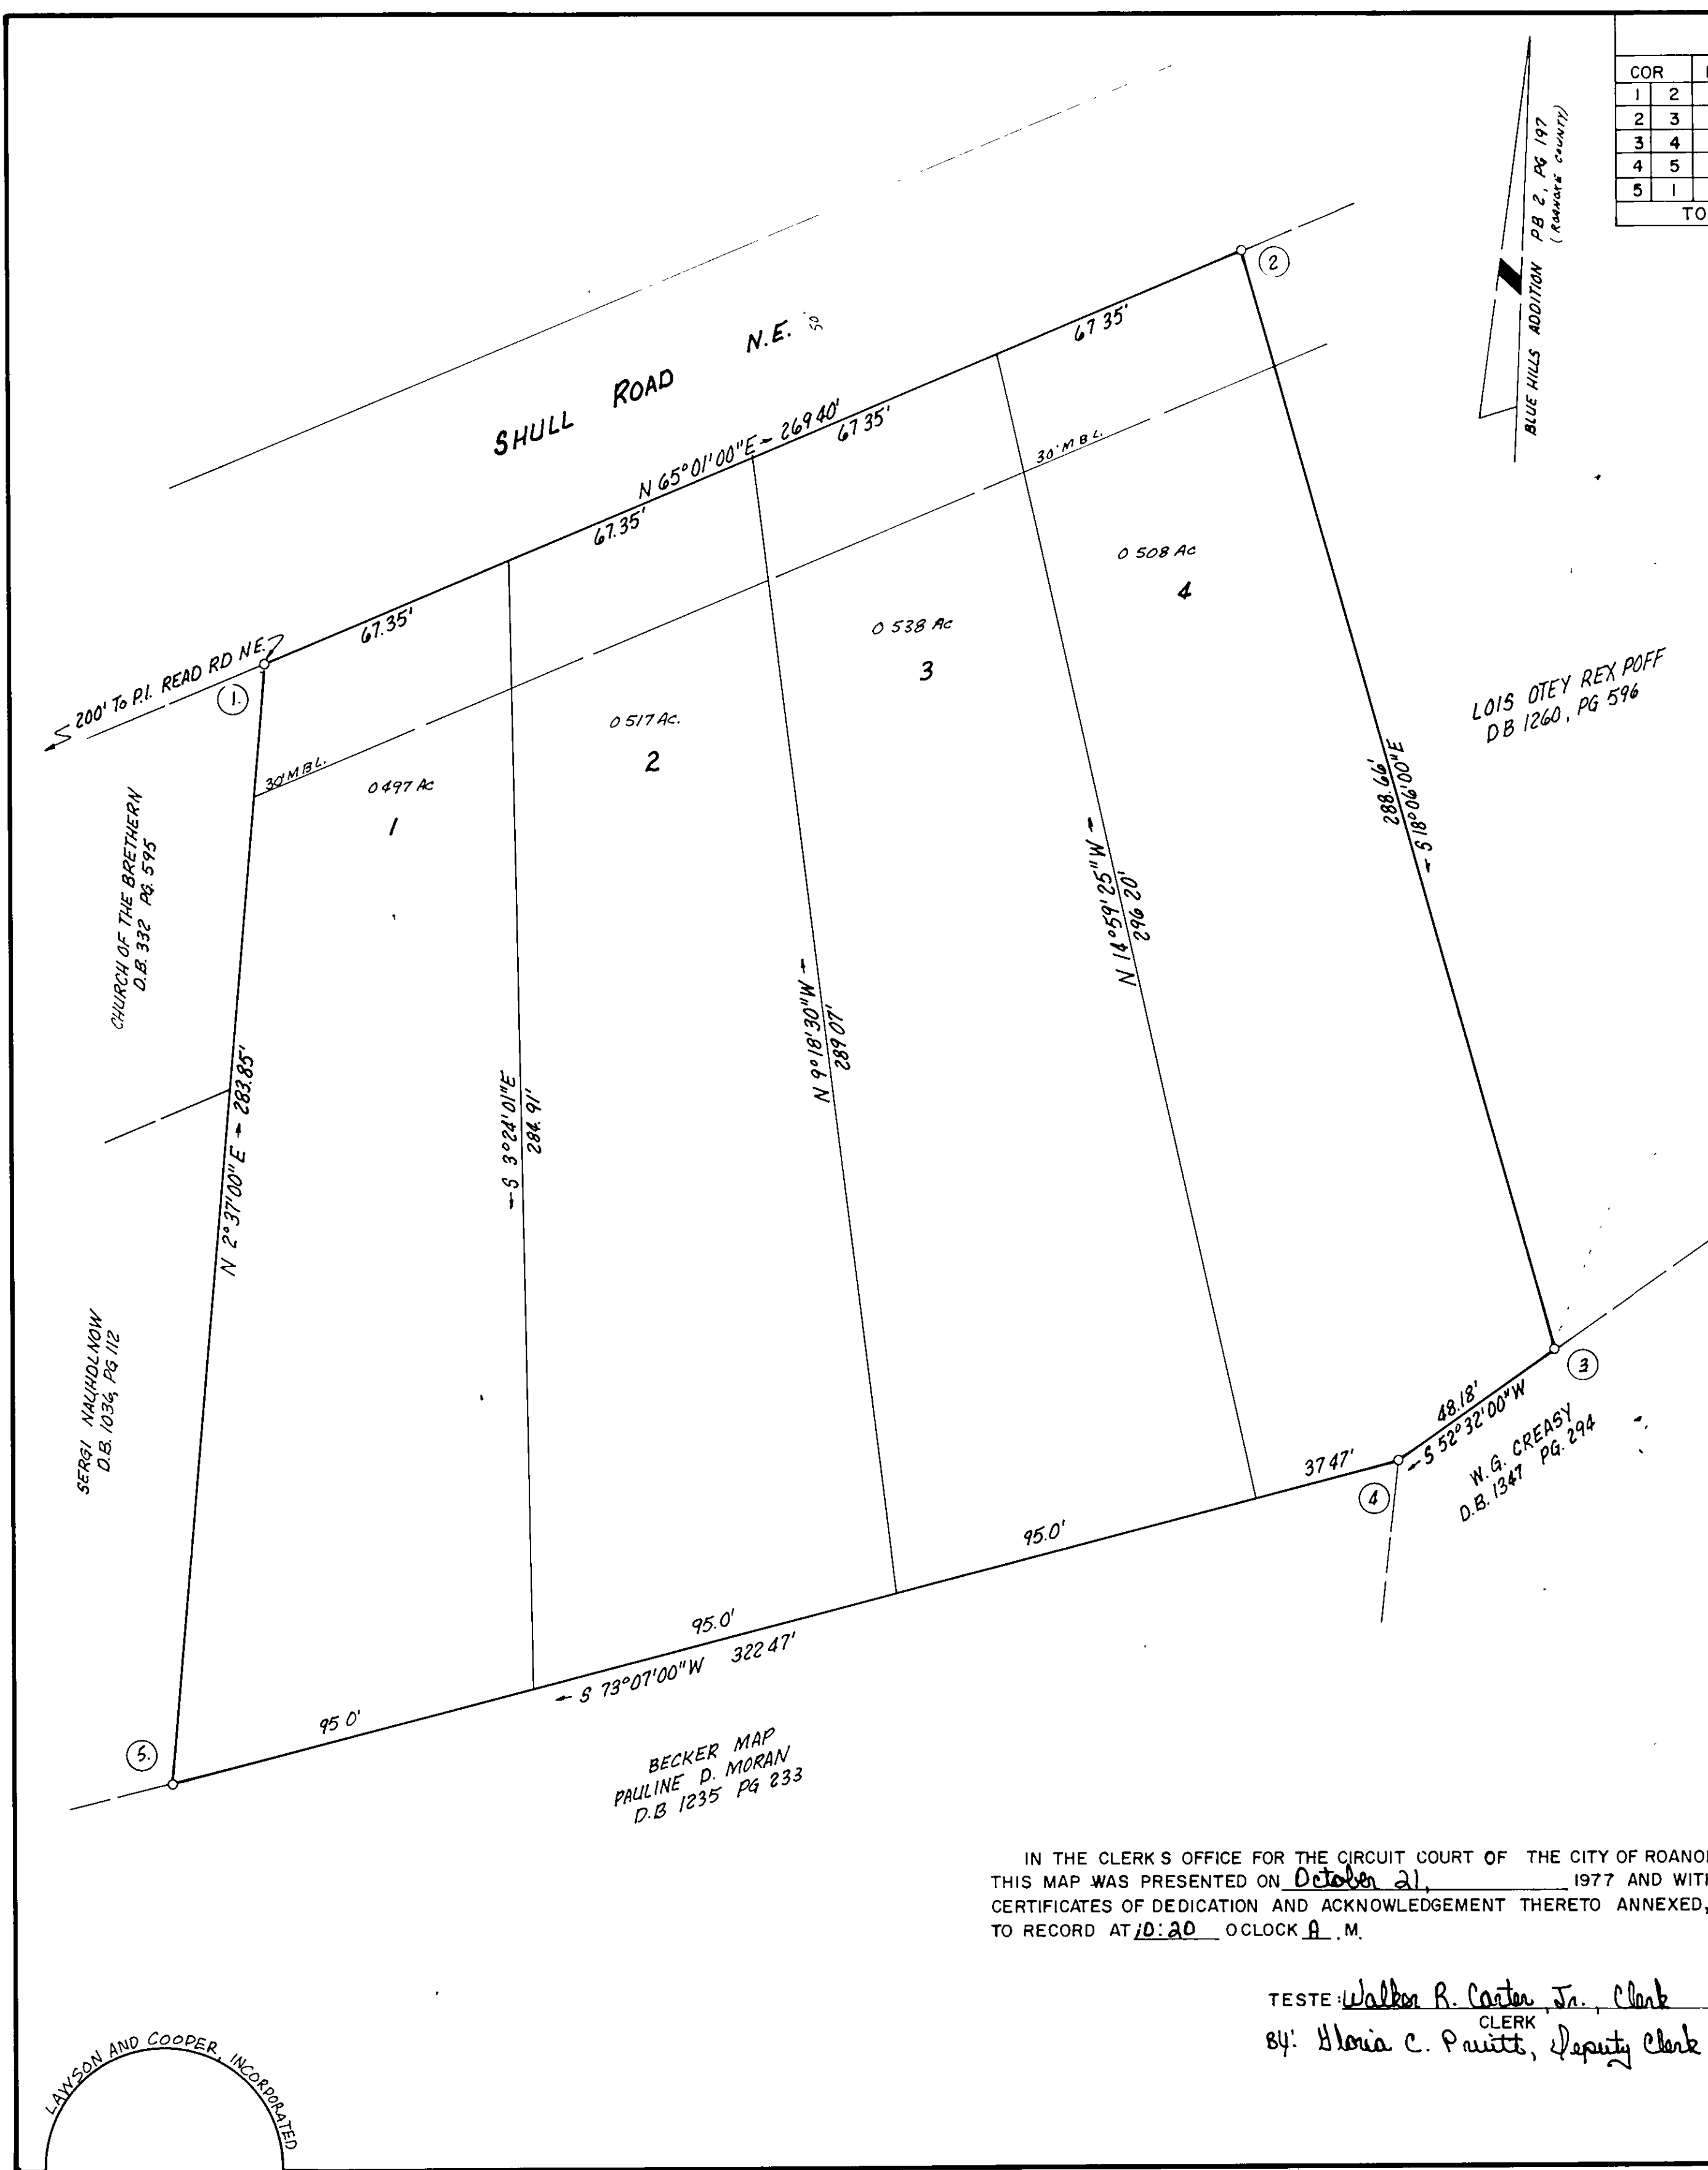 COR
1 2
2 3
3 4
4 5
5 1
TO
BLUE HILLS ADDITION PB 2, PG 197
(ROANOKE COUNTY)
SHULL ROAD N.E. 50'
2
67 35'
N 65°01'00"E - 269 40'
67 35'
67.35'
67.35'
30' M B L.
200' To P.I. READ RD N E.
1.
30' M B L.
0 497 Ac
1
0 517 Ac.
2
0 538 Ac
3
0 508 Ac
4
LOIS OTEY REX POFF
DB 1260, PG 596
CHURCH OF THE BRETHERN
D.B. 332 PG. 595
N 2°37'00"E → 283.85'
← S 3°24'01"E
284.91'
N 9°18'30"W →
289 07'
N 14°59'25"W →
296 20'
288.66'
← S 18°06'00"E
SERGI NAUHOLNOW
D.B. 1036, PG 112
3
48.18'
← S 52°32'00"W
W. G. CREASY
D.B. 1347 PG. 294
4
37 47'
95.0'
95.0'
95 0'
← S 73°07'00"W 322 47'
5.
BECKER MAP
PAULINE D. MORAN
D.B 1235 PG 233
IN THE CLERK S OFFICE FOR THE CIRCUIT COURT OF THE CITY OF ROANO
THIS MAP WAS PRESENTED ON October 21, 1977 AND WIT
CERTIFICATES OF DEDICATION AND ACKNOWLEDGEMENT THERETO ANNEXED,
TO RECORD AT 10:20 OCLOCK A .M.
TESTE: Walker R. Carter, Jr., Clerk
CLERK
BY: Gloria C. Pruitt, Deputy Clerk
LAWSON AND COOPER, INCORPORATED